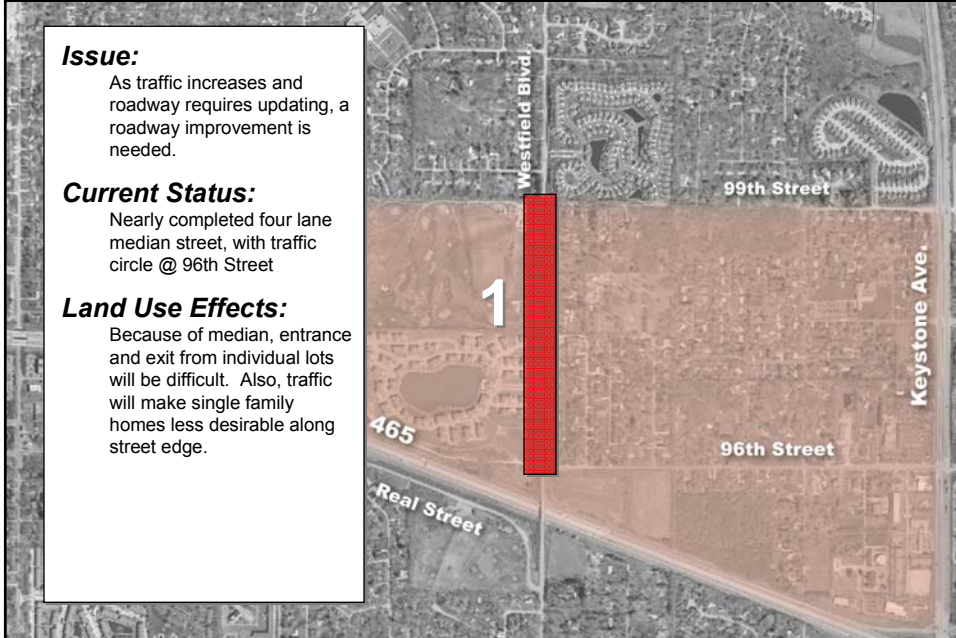 Issue:
As traffic increases and
roadway requires updating, a
roadway improvement is
needed.
Current Status:
Nearly completed four lane
median street, with traffic
circle @ 96th Street
Land Use Effects:
Because of median, entrance
and exit from individual lots
will be difficult.  Also, traffic
will make single family
homes less desirable along
street edge.
Westfield Blvd.
99th Street
1
Keystone Ave.
465
96th Street
Real Street